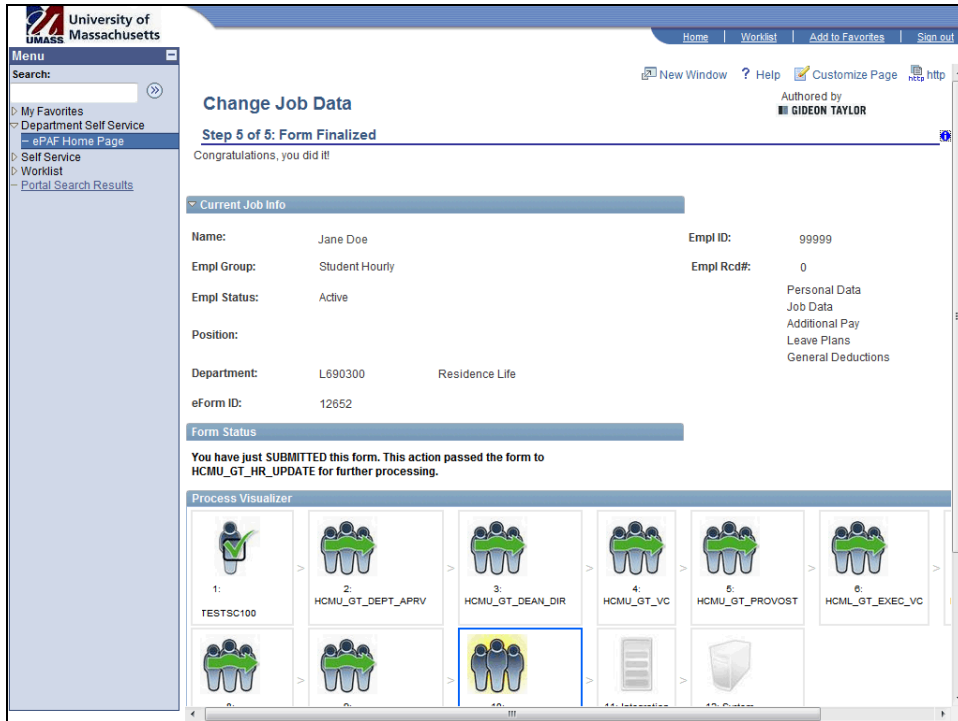 University of
Massachusetts
UMASS
Home | Worklist | Add to Favorites | Sign out
Menu
Search:
My Favorites
Department Self Service
ePAF Home Page
Self Service
Worklist
Portal Search Results
New Window ? Help Customize Page http
Change Job Data
Authored by
GIDEON TAYLOR
Step 5 of 5: Form Finalized
Congratulations, you did it!
Current Job Info
Name: Jane Doe Empl ID: 99999
Empl Group: Student Hourly Empl Rcd#: 0
Empl Status: Active
Personal Data
Job Data
Additional Pay
Leave Plans
General Deductions
Position:
Department: L690300 Residence Life
eForm ID: 12652
Form Status
You have just SUBMITTED this form. This action passed the form to
HCMU_GT_HR_UPDATE for further processing.
Process Visualizer
1: > 2: > 3: > 4: > 5: > 6: >
TESTSC100 HCMU_GT_DEPT_APRV HCMU_GT_DEAN_DIR HCMU_GT_VC HCMU_GT_PROVOST HCML_GT_EXEC_VC
11: Integration 12: System